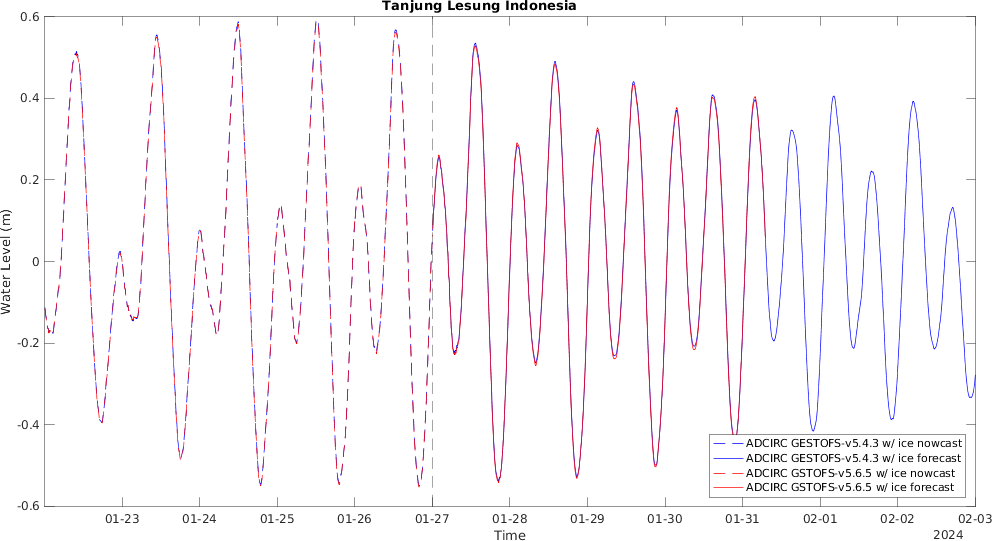 Tanjung Lesung Indonesia
0.6
0.4
0.2
0
-0.2
-0.4
-0.6
Water Level (m)
ADCIRC GESTOFS-v5.4.3 w/ ice nowcast
ADCIRC GESTOFS-v5.4.3 w/ ice forecast
ADCIRC GSTOFS-v5.6.5 w/ ice nowcast
ADCIRC GSTOFS-v5.6.5 w/ ice forecast
01-23 01-24 01-25 01-26 01-27 01-28 01-29 01-30 01-31 02-01 02-02 02-03
Time
2024